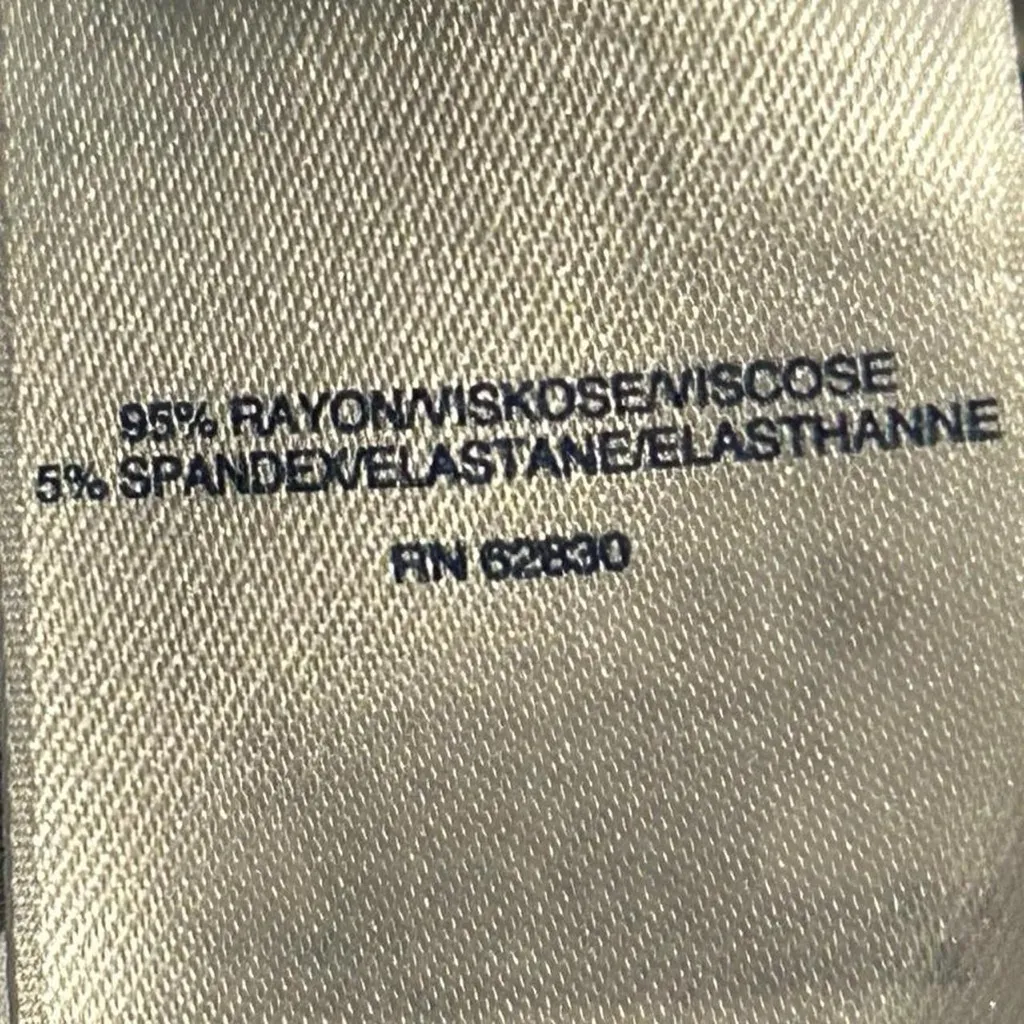 95% RAYON/VISKOSE/VISCOSE
5% SPANDEX/ELASTANE/ELASTHANNE
RN 62830